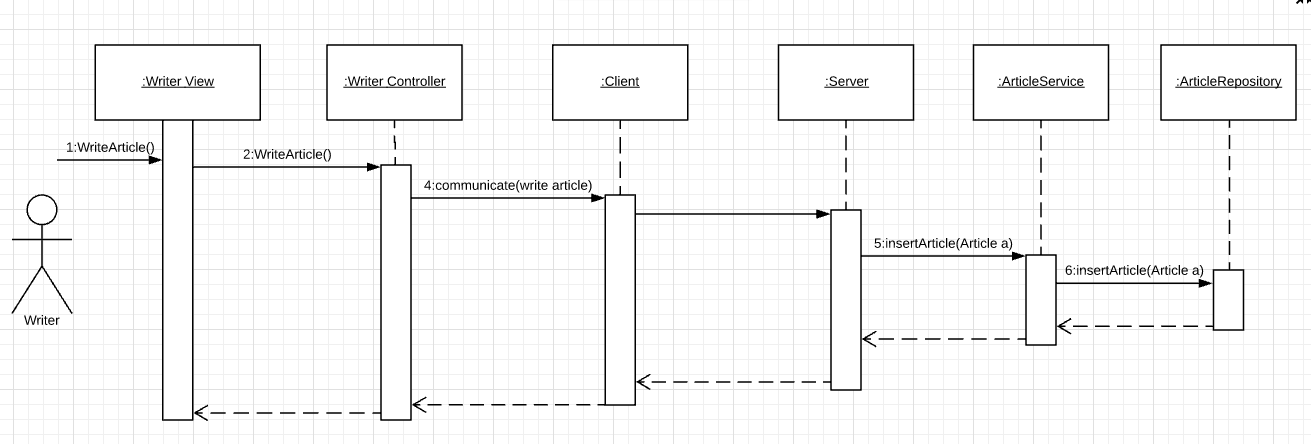 :Writer View
:Writer Controller
:Client
:Server
:ArticleService
:ArticleRepository
1:WriteArticle()
2:WriteArticle()
4:communicate(write article)
5:insertArticle(Article a)
6:insertArticle(Article a)
Writer